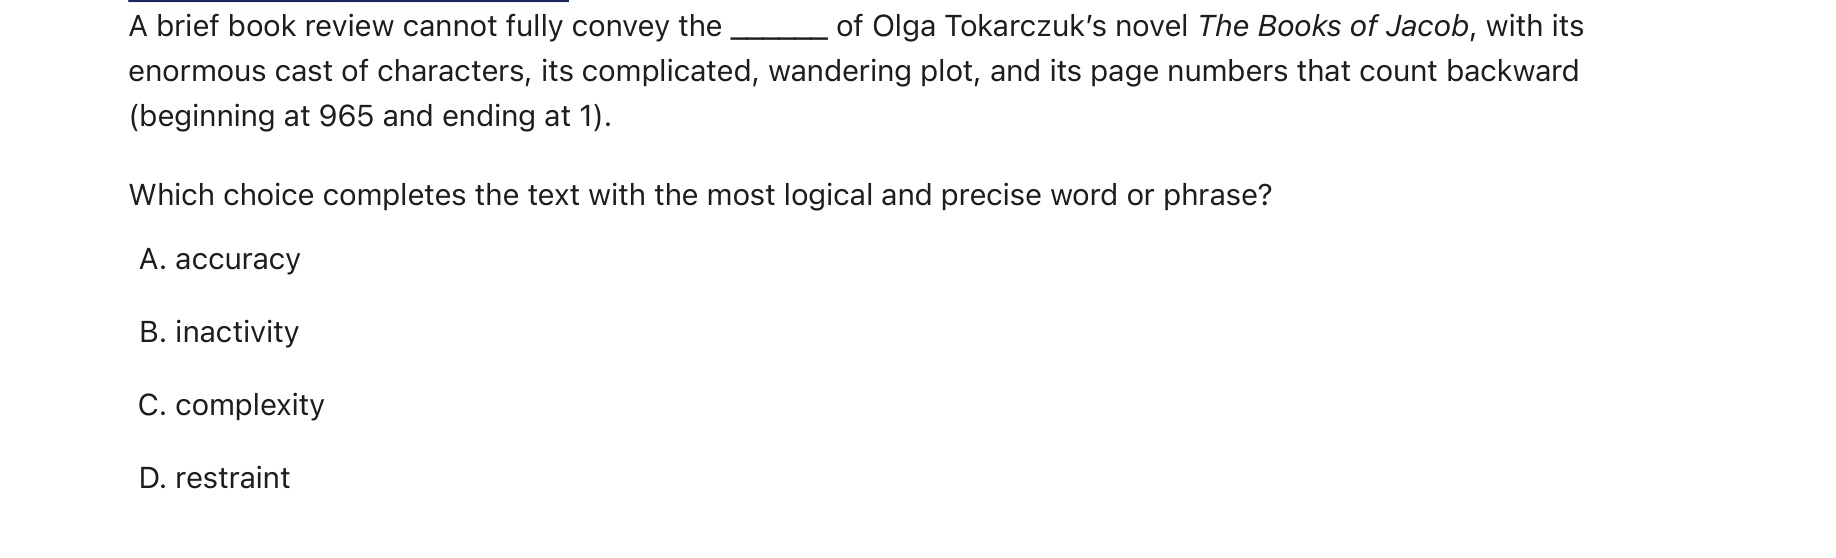 A brief book review cannot fully convey the ______ of Olga Tokarczuk’s novel The Books of Jacob, with its
enormous cast of characters, its complicated, wandering plot, and its page numbers that count backward
(beginning at 965 and ending at 1).
Which choice completes the text with the most logical and precise word or phrase?
A. accuracy
B. inactivity
C. complexity
D. restraint